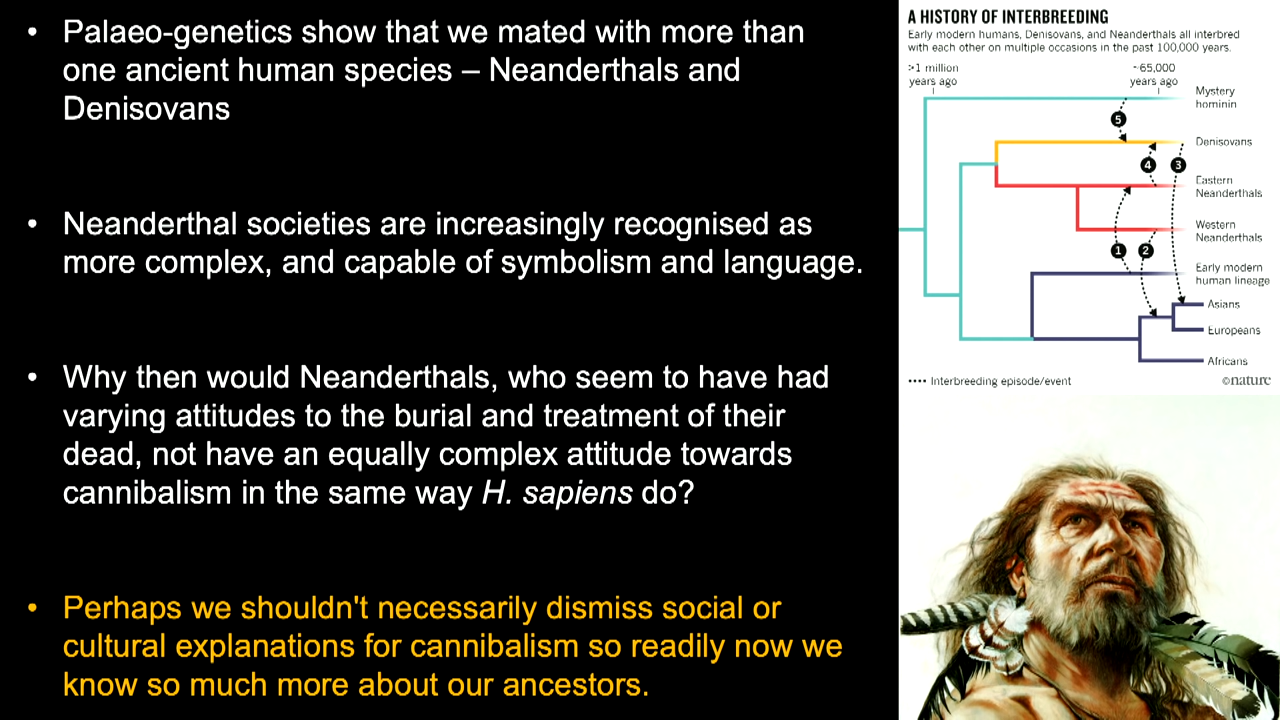 • Palaeo-genetics show that we mated with more than
one ancient human species – Neanderthals and
Denisovans
• Neanderthal societies are increasingly recognised as
more complex, and capable of symbolism and language.
• Why then would Neanderthals, who seem to have had
varying attitudes to the burial and treatment of their
dead, not have an equally complex attitude towards
cannibalism in the same way H. sapiens do?
• Perhaps we shouldn't necessarily dismiss social or
cultural explanations for cannibalism so readily now we
know so much more about our ancestors.
A HISTORY OF INTERBREEDING
Early modern humans, Denisovans, and Neanderthals all interbred
with each other on multiple occasions in the past 100,000 years.
>1 million
years ago
~65,000
years ago
Mystery
hominin
5
Denisovans
4
3
Eastern
Neanderthals
Western
Neanderthals
1
2
Early modern
human lineage
Asians
Europeans
Africans
•••• Interbreeding episode/event
©nature